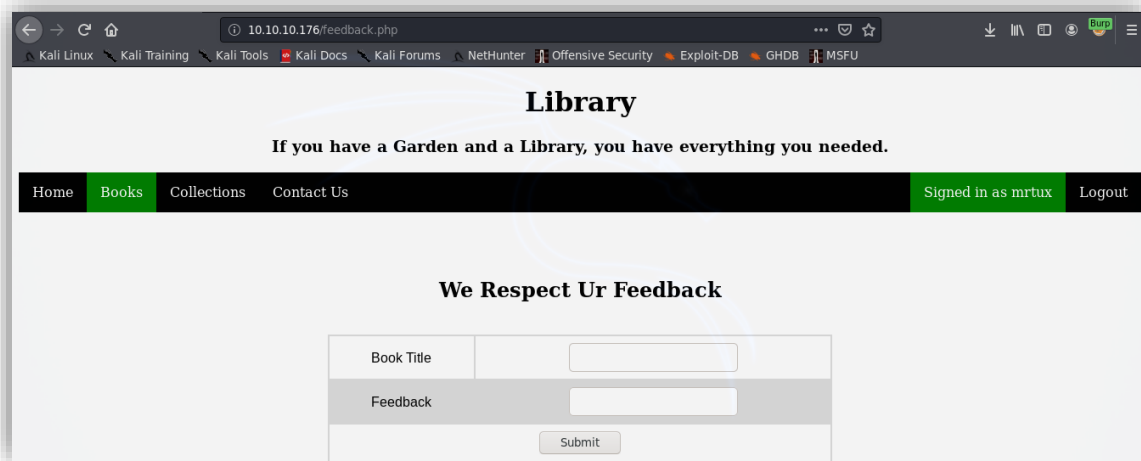 10.10.10.176/feedback.php
Burp
Kali Linux Kali Training Kali Tools Kali Docs Kali Forums NetHunter Offensive Security Exploit-DB GHDB MSFU
Library
If you have a Garden and a Library, you have everything you needed.
Home Books Collections Contact Us Signed in as mrtux Logout
We Respect Ur Feedback
Book Title
Feedback
Submit